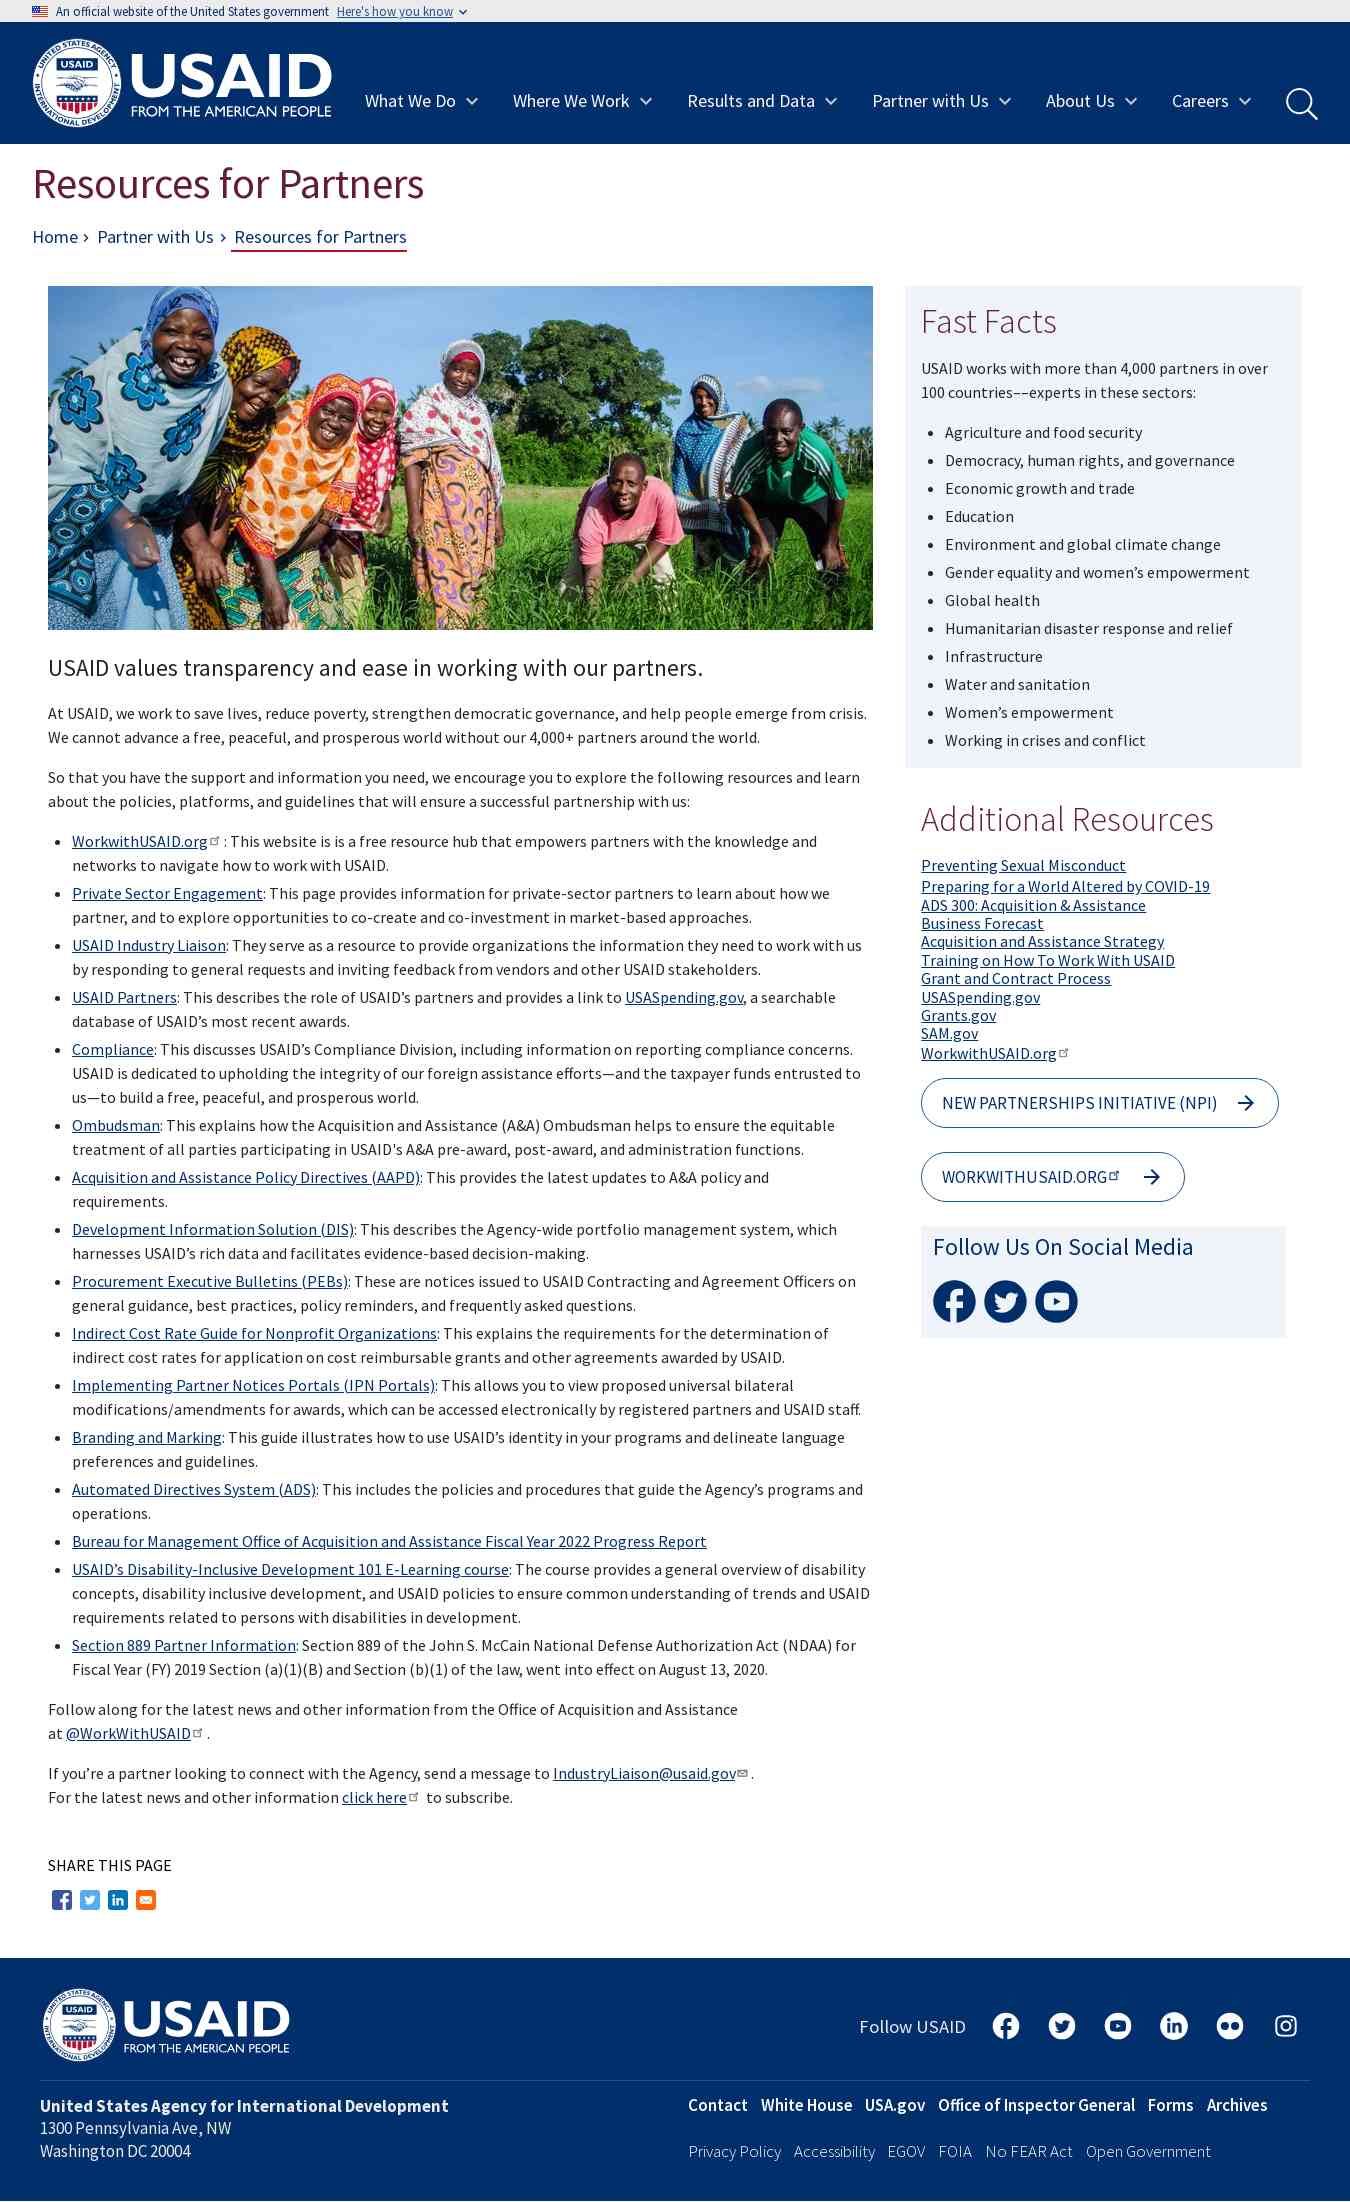 An official website of the United States government Here's how you know
UNITED STATES AGENCY
USAID
INTERNATIONAL DEVELOPMENT
USAID
FROM THE AMERICAN PEOPLE
What We Do
Where We Work
Results and Data
Partner with Us
About Us
Careers
Resources for Partners
Home › Partner with Us › Resources for Partners
USAID values transparency and ease in working with our partners.
At USAID, we work to save lives, reduce poverty, strengthen democratic governance, and help people emerge from crisis.
We cannot advance a free, peaceful, and prosperous world without our 4,000+ partners around the world.
So that you have the support and information you need, we encourage you to explore the following resources and learn
about the policies, platforms, and guidelines that will ensure a successful partnership with us:
• WorkwithUSAID.org : This website is is a free resource hub that empowers partners with the knowledge and
networks to navigate how to work with USAID.
• Private Sector Engagement: This page provides information for private-sector partners to learn about how we
partner, and to explore opportunities to co-create and co-investment in market-based approaches.
• USAID Industry Liaison: They serve as a resource to provide organizations the information they need to work with us
by responding to general requests and inviting feedback from vendors and other USAID stakeholders.
• USAID Partners: This describes the role of USAID’s partners and provides a link to USASpending.gov, a searchable
database of USAID’s most recent awards.
• Compliance: This discusses USAID’s Compliance Division, including information on reporting compliance concerns.
USAID is dedicated to upholding the integrity of our foreign assistance efforts—and the taxpayer funds entrusted to
us—to build a free, peaceful, and prosperous world.
• Ombudsman: This explains how the Acquisition and Assistance (A&A) Ombudsman helps to ensure the equitable
treatment of all parties participating in USAID's A&A pre-award, post-award, and administration functions.
• Acquisition and Assistance Policy Directives (AAPD): This provides the latest updates to A&A policy and
requirements.
• Development Information Solution (DIS): This describes the Agency-wide portfolio management system, which
harnesses USAID’s rich data and facilitates evidence-based decision-making.
• Procurement Executive Bulletins (PEBs): These are notices issued to USAID Contracting and Agreement Officers on
general guidance, best practices, policy reminders, and frequently asked questions.
• Indirect Cost Rate Guide for Nonprofit Organizations: This explains the requirements for the determination of
indirect cost rates for application on cost reimbursable grants and other agreements awarded by USAID.
• Implementing Partner Notices Portals (IPN Portals): This allows you to view proposed universal bilateral
modifications/amendments for awards, which can be accessed electronically by registered partners and USAID staff.
• Branding and Marking: This guide illustrates how to use USAID’s identity in your programs and delineate language
preferences and guidelines.
• Automated Directives System (ADS): This includes the policies and procedures that guide the Agency’s programs and
operations.
• Bureau for Management Office of Acquisition and Assistance Fiscal Year 2022 Progress Report
• USAID’s Disability-Inclusive Development 101 E-Learning course: The course provides a general overview of disability
concepts, disability inclusive development, and USAID policies to ensure common understanding of trends and USAID
requirements related to persons with disabilities in development.
• Section 889 Partner Information: Section 889 of the John S. McCain National Defense Authorization Act (NDAA) for
Fiscal Year (FY) 2019 Section (a)(1)(B) and Section (b)(1) of the law, went into effect on August 13, 2020.
Follow along for the latest news and other information from the Office of Acquisition and Assistance
at @WorkWithUSAID .
If you’re a partner looking to connect with the Agency, send a message to IndustryLiaison@usaid.gov .
For the latest news and other information click here to subscribe.
SHARE THIS PAGE
Fast Facts
USAID works with more than 4,000 partners in over
100 countries––experts in these sectors:
• Agriculture and food security
• Democracy, human rights, and governance
• Economic growth and trade
• Education
• Environment and global climate change
• Gender equality and women’s empowerment
• Global health
• Humanitarian disaster response and relief
• Infrastructure
• Water and sanitation
• Women’s empowerment
• Working in crises and conflict
Additional Resources
Preventing Sexual Misconduct
Preparing for a World Altered by COVID-19
ADS 300: Acquisition & Assistance
Business Forecast
Acquisition and Assistance Strategy
Training on How To Work With USAID
Grant and Contract Process
USASpending.gov
Grants.gov
SAM.gov
WorkwithUSAID.org
NEW PARTNERSHIPS INITIATIVE (NPI)
WORKWITHUSAID.ORG
Follow Us On Social Media
UNITED STATES AGENCY
USAID
INTERNATIONAL DEVELOPMENT
USAID
FROM THE AMERICAN PEOPLE
Follow USAID
United States Agency for International Development
1300 Pennsylvania Ave, NW
Washington DC 20004
Contact White House USA.gov Office of Inspector General Forms Archives
Privacy Policy Accessibility EGOV FOIA No FEAR Act Open Government